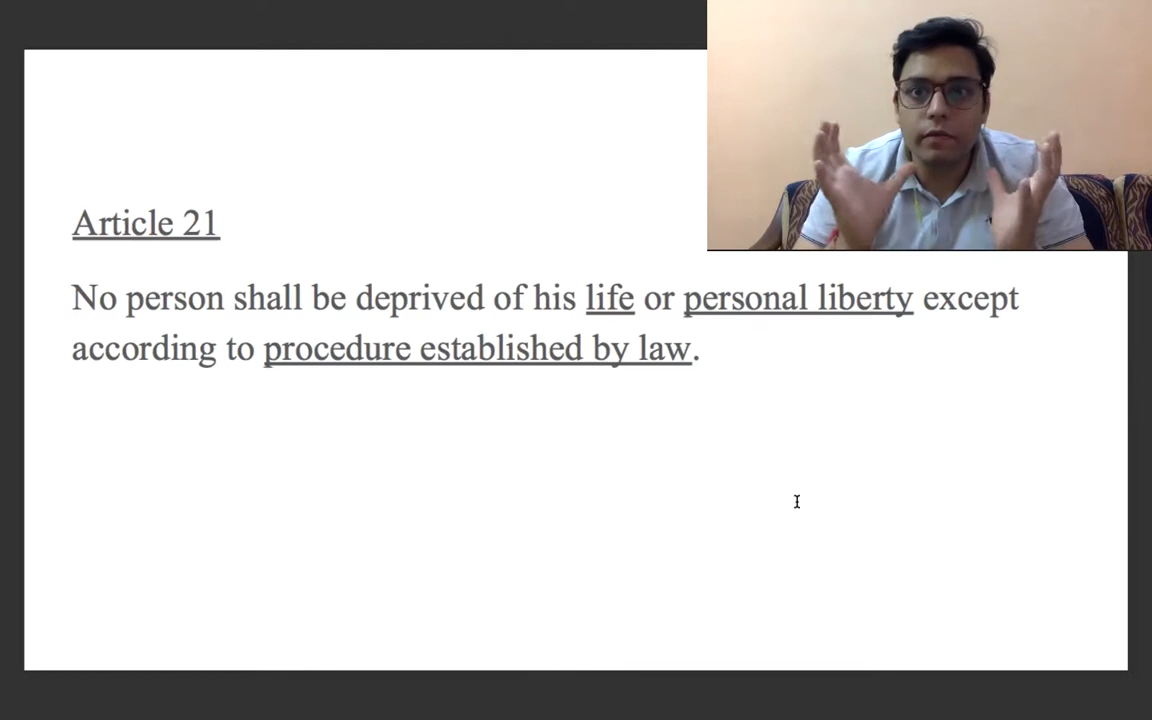 Article 21
No person shall be deprived of his life or personal liberty except
according to procedure established by law.